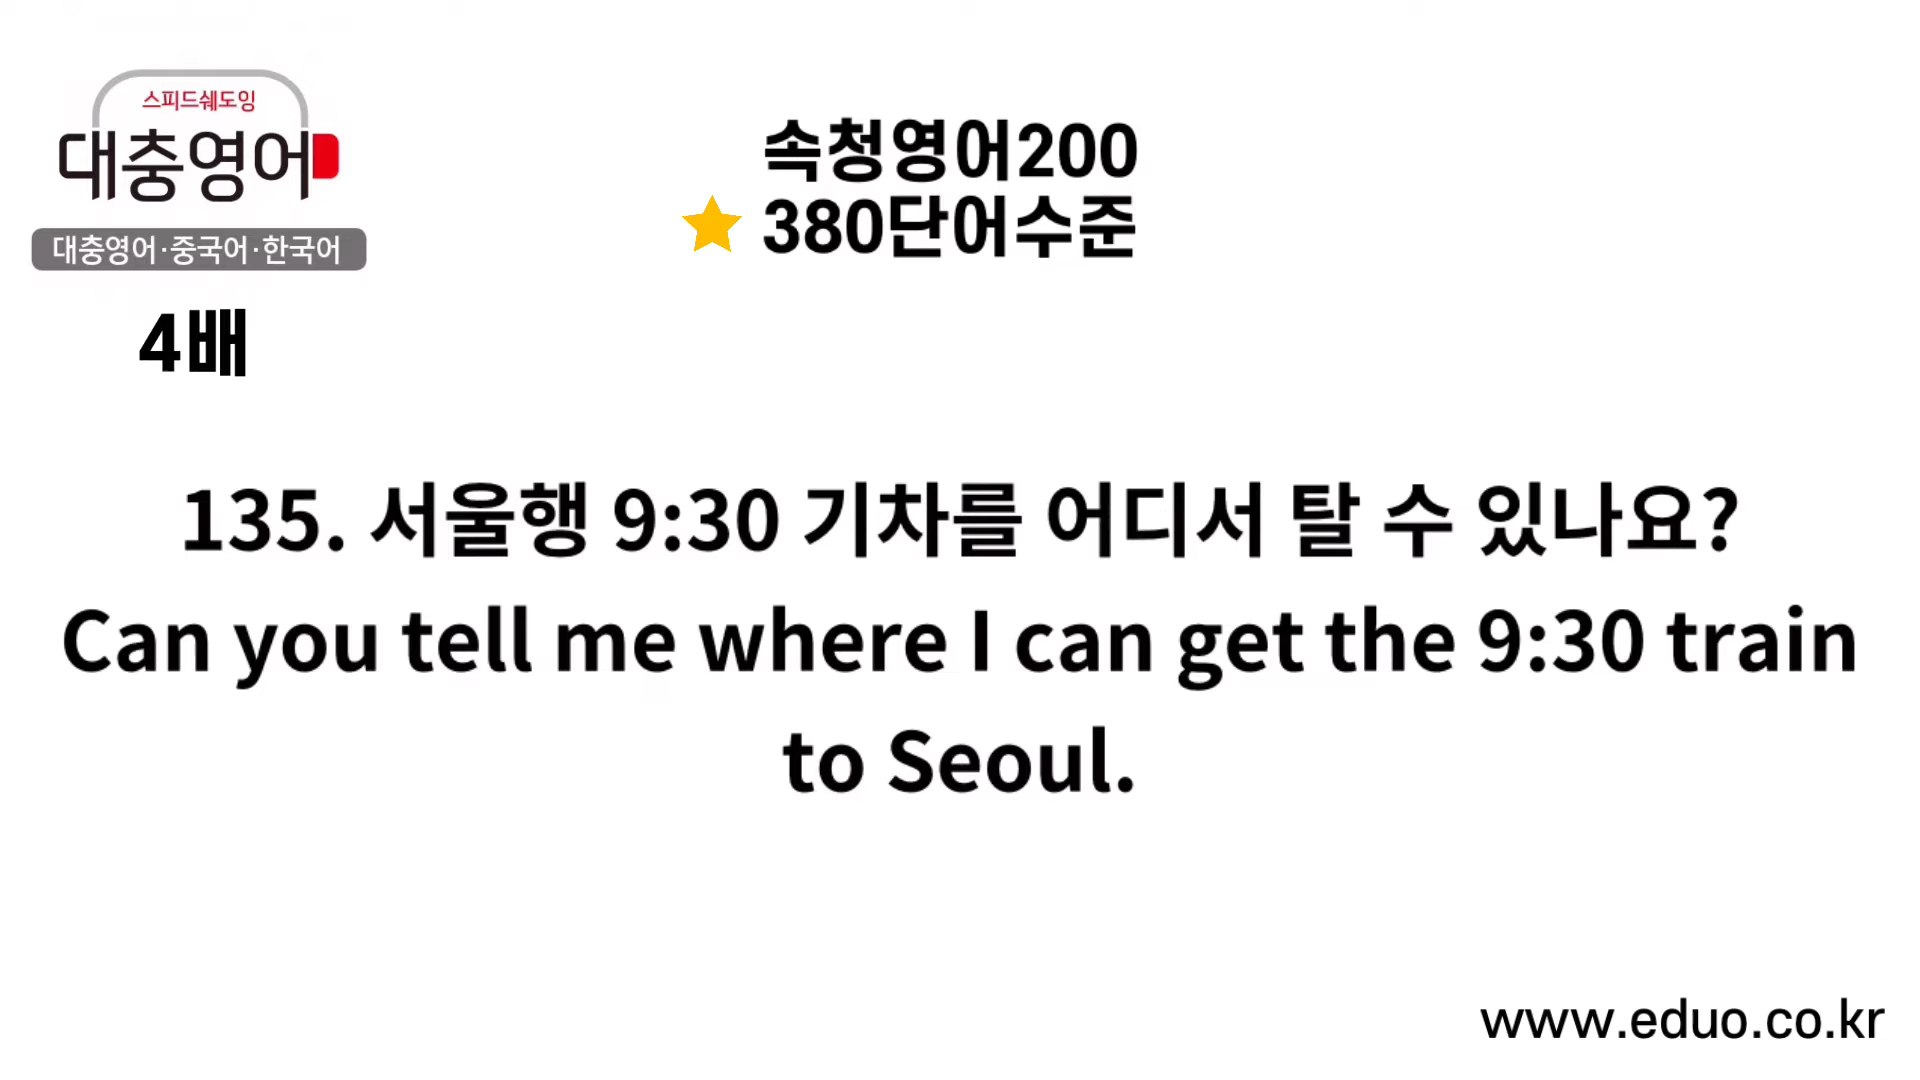 스피드쉐도잉
대충영어
대충영어·중국어·한국어
4배
속청영어200
380단어수준
135. 서울행 9:30 기차를 어디서 탈 수 있나요?
Can you tell me where I can get the 9:30 train
to Seoul.
www.eduo.co.kr